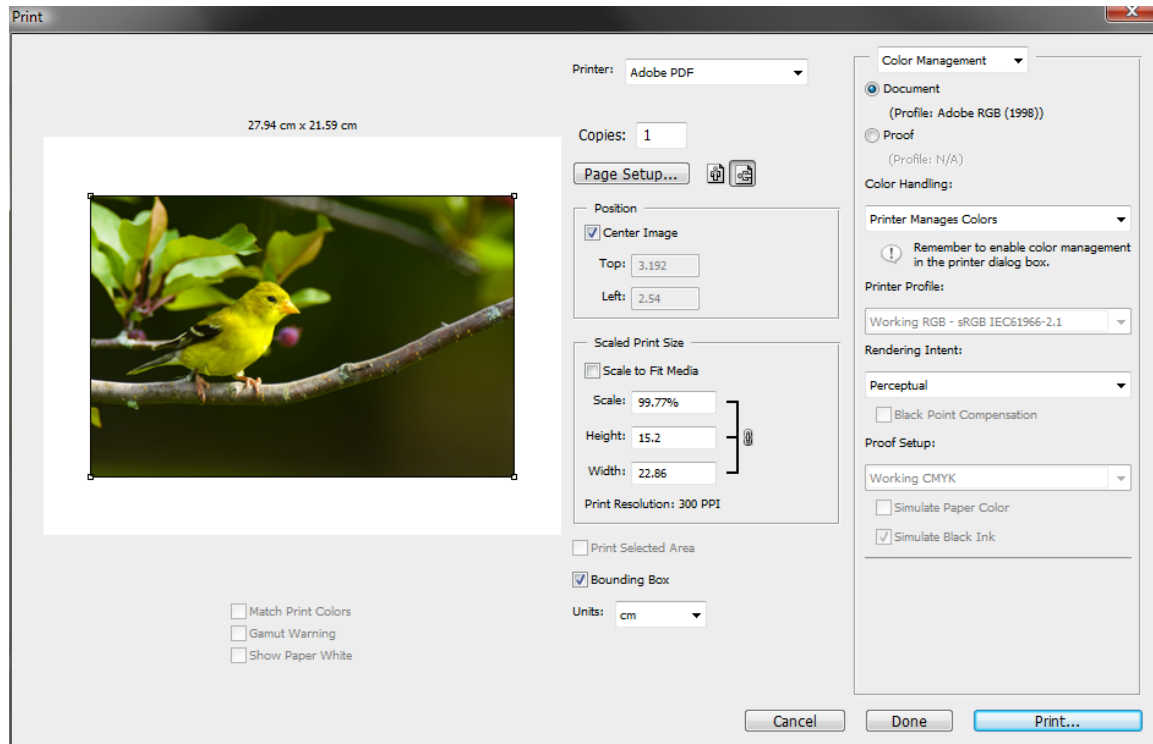 Print
27.94 cm x 21.59 cm
Match Print Colors
Gamut Warning
Show Paper White
Printer: Adobe PDF
Copies: 1
Page Setup...
Position
Center Image
Top: 3.192
Left: 2.54
Scaled Print Size
Scale to Fit Media
Scale: 99.77%
Height: 15.2
Width: 22.86
Print Resolution: 300 PPI
Print Selected Area
Bounding Box
Units: cm
Color Management
Document
(Profile: Adobe RGB (1998))
Proof
(Profile: N/A)
Color Handling:
Printer Manages Colors
Remember to enable color management
in the printer dialog box.
Printer Profile:
Working RGB - sRGB IEC61966-2.1
Rendering Intent:
Perceptual
Black Point Compensation
Proof Setup:
Working CMYK
Simulate Paper Color
Simulate Black Ink
Cancel
Done
Print...